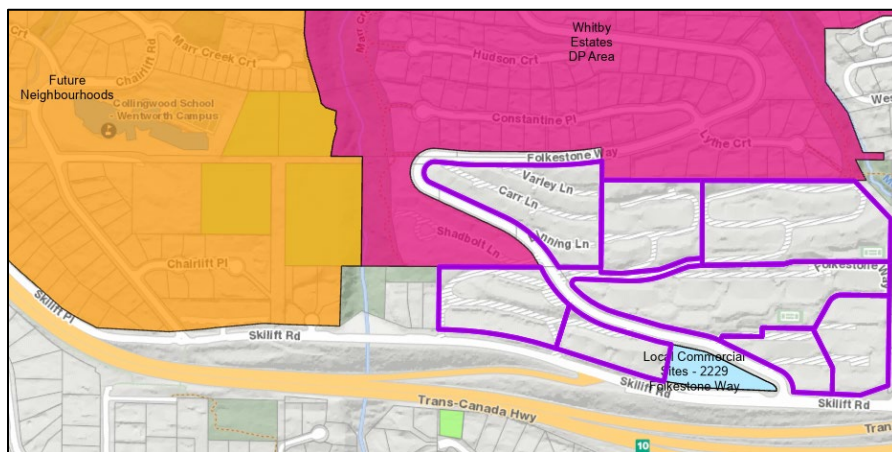 Whitby
Estates
DP Area
Marr Creek Crt
Chairlift Rd
Hudson Crt
Future
Neighbourhoods
Collingwood School
Wentworth Campus
Constantine Pl
Lythe Crt
Folkestone Way
Varley Ln
Carr Ln
Shadbolt Ln
Chairlift Pl
Skilift Pl
Skilift Rd
Local Commercial
Sites - 2229
Folkestone Way
Skilift Rd
Skilift Rd
Trans-Canada Hwy
10